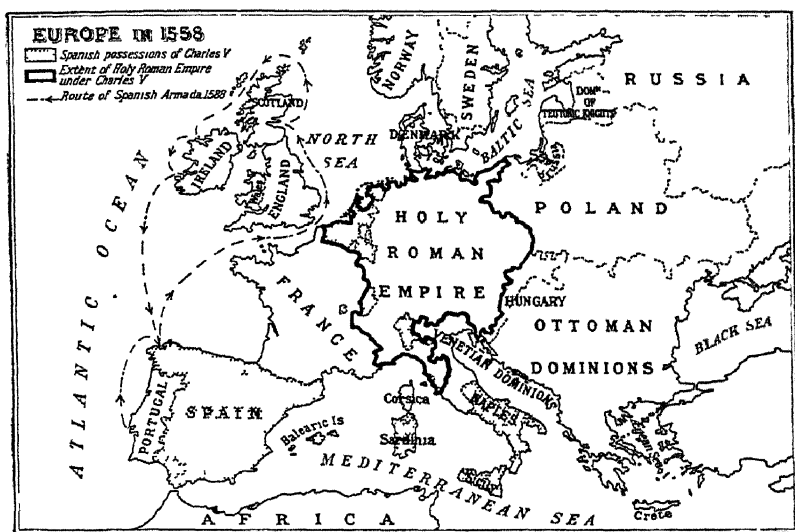 EUROPE IN 1558
Spanish possessions of Charles V
Extent of Holy Roman Empire
under Charles V
Route of Spanish Armada, 1588
NORWAY
SWEDEN
RUSSIA
SCOTLAND
DOMN
OF
TEUTONIC KNIGHTS
NORTH
SEA
DENMARK
BALTIC SEA
IRELAND
ENGLAND
ATLANTIC OCEAN
HOLY
ROMAN
EMPIRE
POLAND
FRANCE
HUNGARY
OTTOMAN
DOMINIONS
BLACK SEA
VENETIAN DOMINIONS
PORTUGAL
SPAIN
Corsica
NAPLES
Balearic Is
Sardinia
MEDITERRANEAN SEA
Sicily
Crete
AFRICA